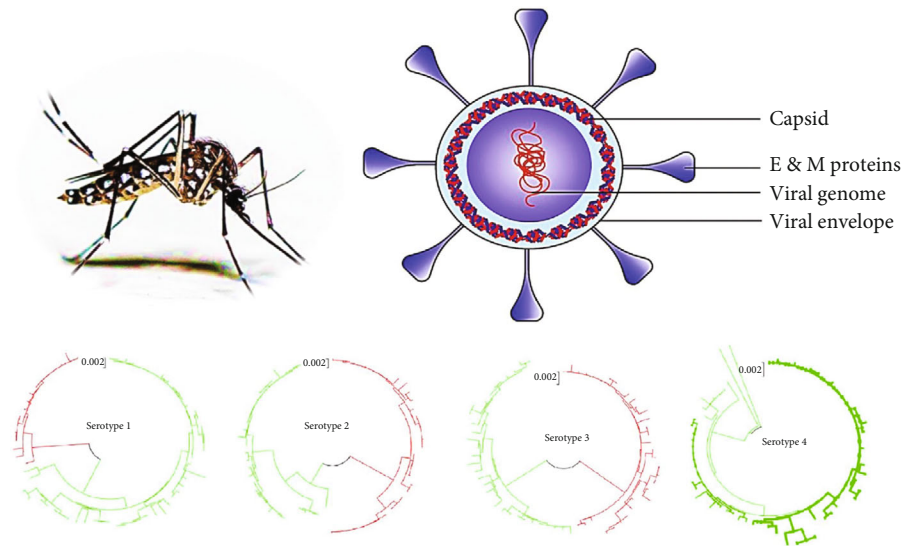 Capsid
E & M proteins
Viral genome
Viral envelope
0.002
Serotype 1
0.002
Serotype 2
0.002
Serotype 3
0.002
Serotype 4